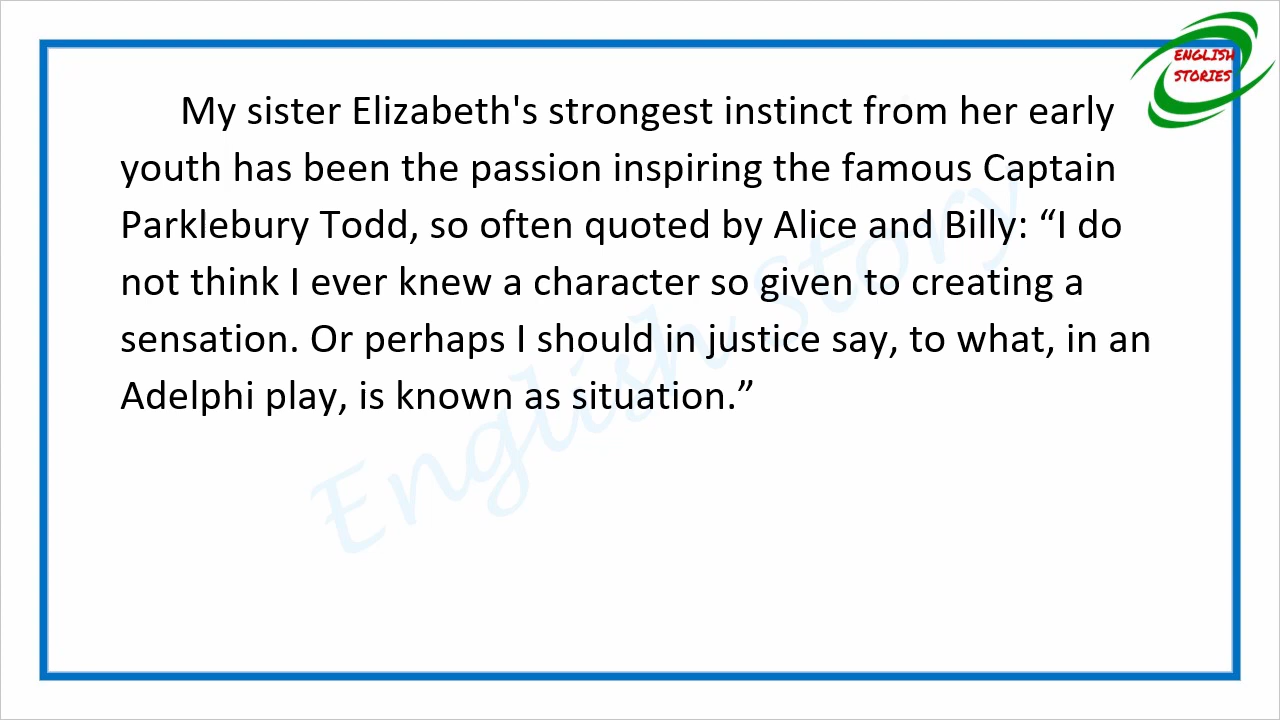 ENGLISH
STORIES
My sister Elizabeth's strongest instinct from her early
youth has been the passion inspiring the famous Captain
Parklebury Todd, so often quoted by Alice and Billy: “I do
not think I ever knew a character so given to creating a
sensation. Or perhaps I should in justice say, to what, in an
Adelphi play, is known as situation.”
English Story